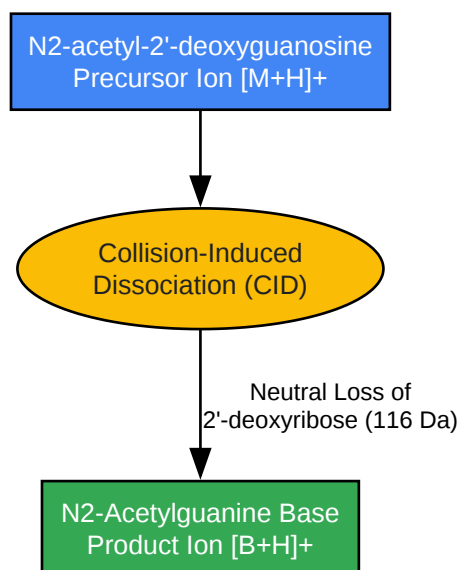 N2-acetyl-2'-deoxyguanosine
Precursor Ion [M+H]+
Collision-Induced
Dissociation (CID)
Neutral Loss of
2'-deoxyribose (116 Da)
N2-Acetylguanine Base
Product Ion [B+H]+